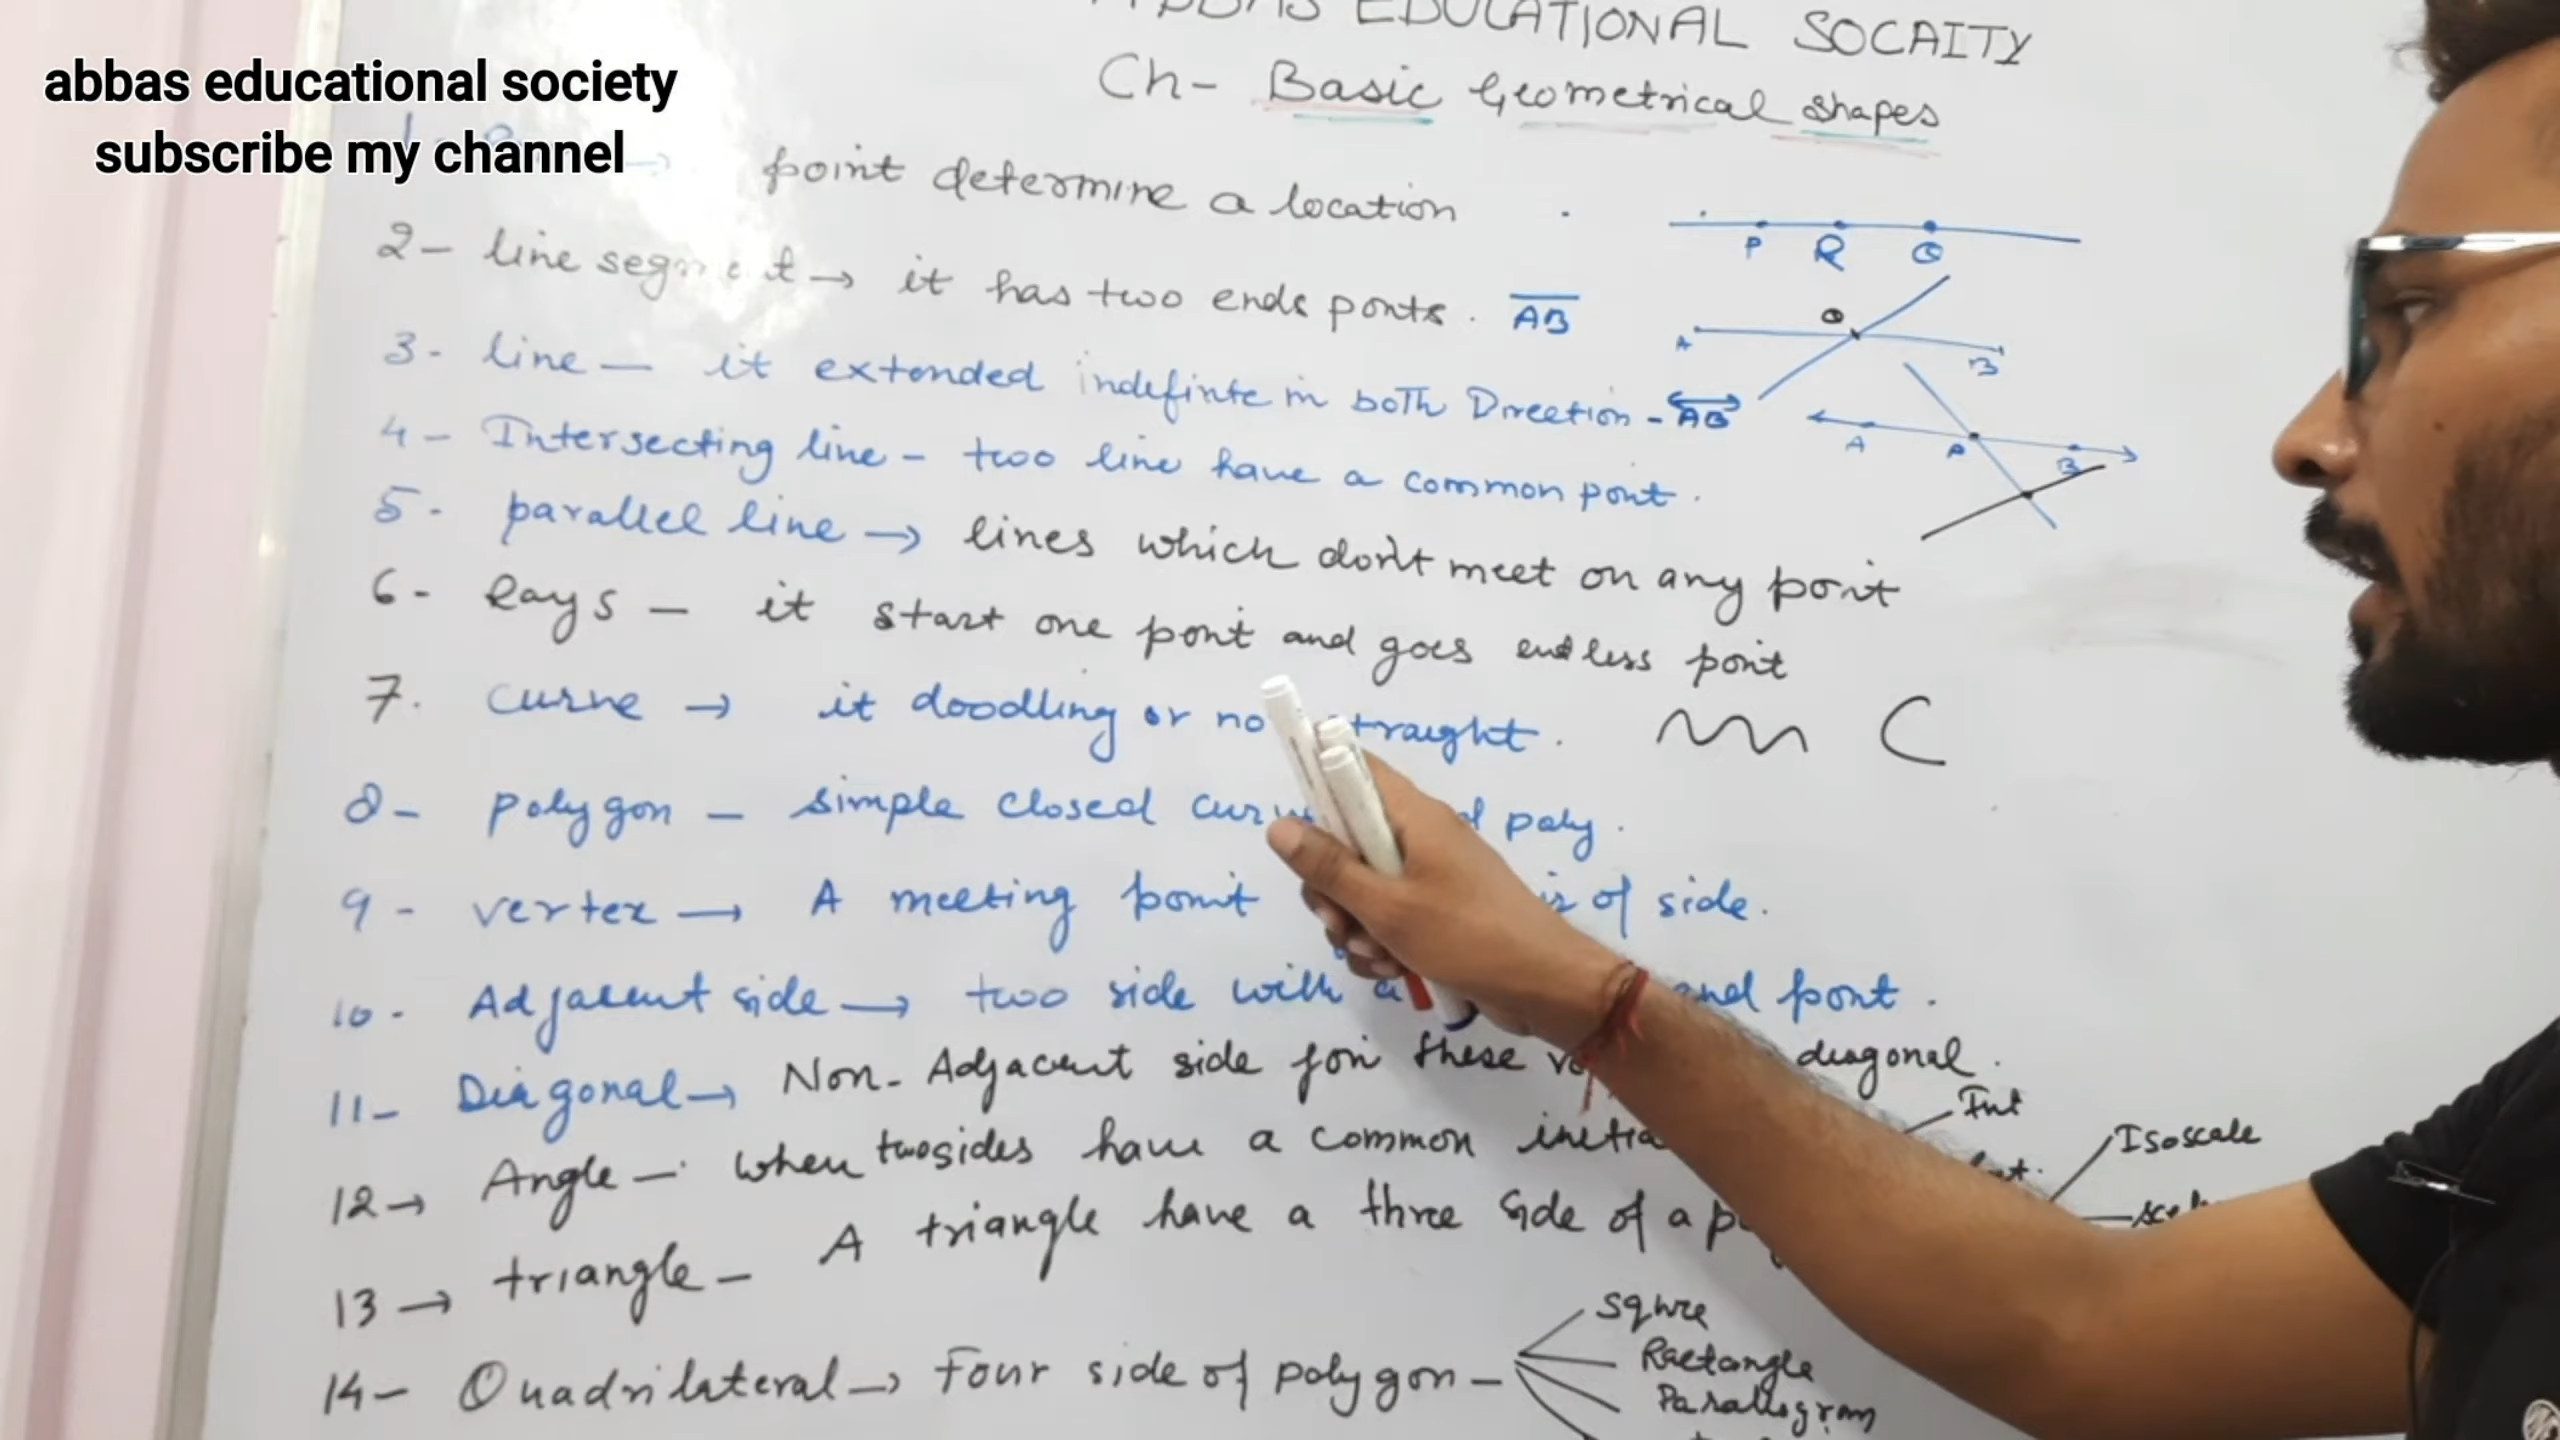 abbas educational society
subscribe my channel
ABBAS EDUCATIONAL SOCAITY
Ch- Basic Geometrical shapes
point determine a location
2- line segment → it has two ends ponts. AB
3- line - it extended indefinte in both Direction - AB
4- Intersecting line - two line have a common pont.
5- parallel line → lines which don't meet on any point
6- Rays - it start one pont and goes endless point
7. curve → it doodling or no straght.
8- polygon - simple closed poly.
9- vertex → A meeting point of side.
10- Adjacent side → two side with a pont.
11- Diagonal → Non-Adjacent side join these diagonal.
12 → Angle - when two sides have a common
13 → triangle - A triangle have a three side of a
14- Quadrilateral → Four side of polygon -
P R Q
O
A B
A P B
Int
Isoscale
Sqwre
Ractangle
Parallogram